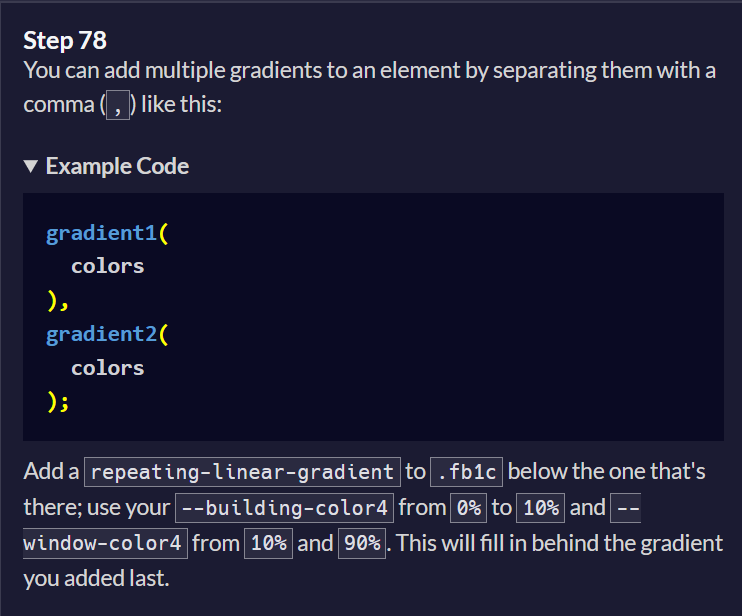 Step 78
You can add multiple gradients to an element by separating them with a
comma ( , ) like this:
▼ Example Code
gradient1(
  colors
),
gradient2(
  colors
);
Add a repeating-linear-gradient to .fb1c below the one that's
there; use your --building-color4 from 0% to 10% and --
window-color4 from 10% and 90%. This will fill in behind the gradient
you added last.